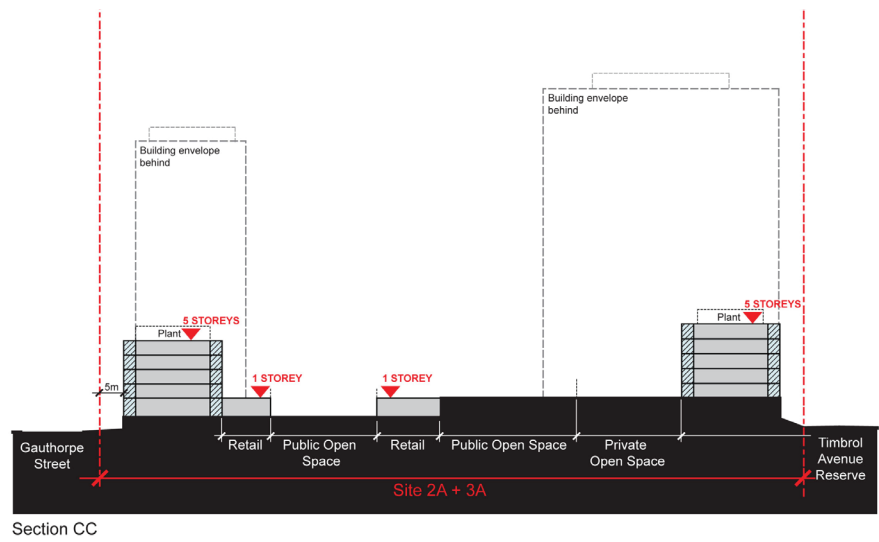 Building envelope
behind
Building envelope
behind
5 STOREYS
Plant
5 STOREYS
Plant
1 STOREY
1 STOREY
5m
Gauthorpe
Street
Retail
Public Open
Space
Retail
Public Open Space
Private
Open Space
Timbrol
Avenue
Reserve
Site 2A + 3A
Section CC